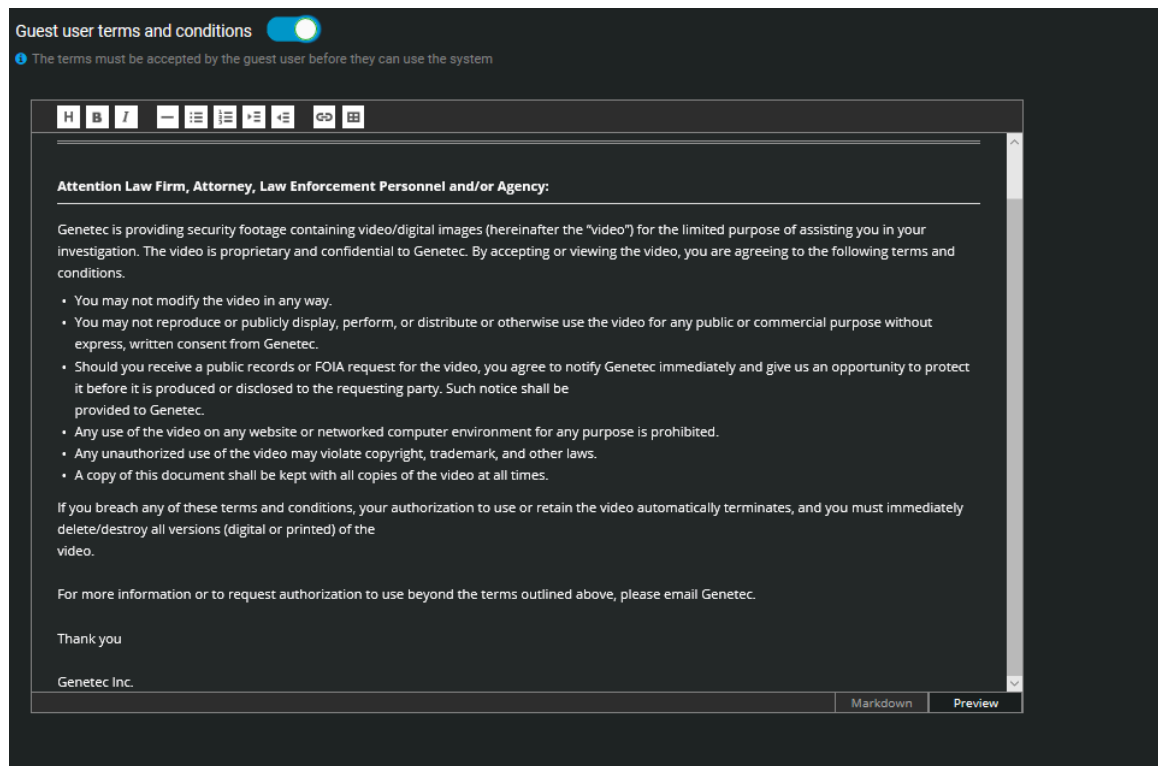 Guest user terms and conditions
The terms must be accepted by the guest user before they can use the system
H B I
Attention Law Firm, Attorney, Law Enforcement Personnel and/or Agency:
Genetec is providing security footage containing video/digital images (hereinafter the "video") for the limited purpose of assisting you in your
investigation. The video is proprietary and confidential to Genetec. By accepting or viewing the video, you are agreeing to the following terms and
conditions.
• You may not modify the video in any way.
• You may not reproduce or publicly display, perform, or distribute or otherwise use the video for any public or commercial purpose without
express, written consent from Genetec.
• Should you receive a public records or FOIA request for the video, you agree to notify Genetec immediately and give us an opportunity to protect
it before it is produced or disclosed to the requesting party. Such notice shall be
provided to Genetec.
• Any use of the video on any website or networked computer environment for any purpose is prohibited.
• Any unauthorized use of the video may violate copyright, trademark, and other laws.
• A copy of this document shall be kept with all copies of the video at all times.
If you breach any of these terms and conditions, your authorization to use or retain the video automatically terminates, and you must immediately
delete/destroy all versions (digital or printed) of the
video.
For more information or to request authorization to use beyond the terms outlined above, please email Genetec.
Thank you
Genetec Inc.
Markdown Preview